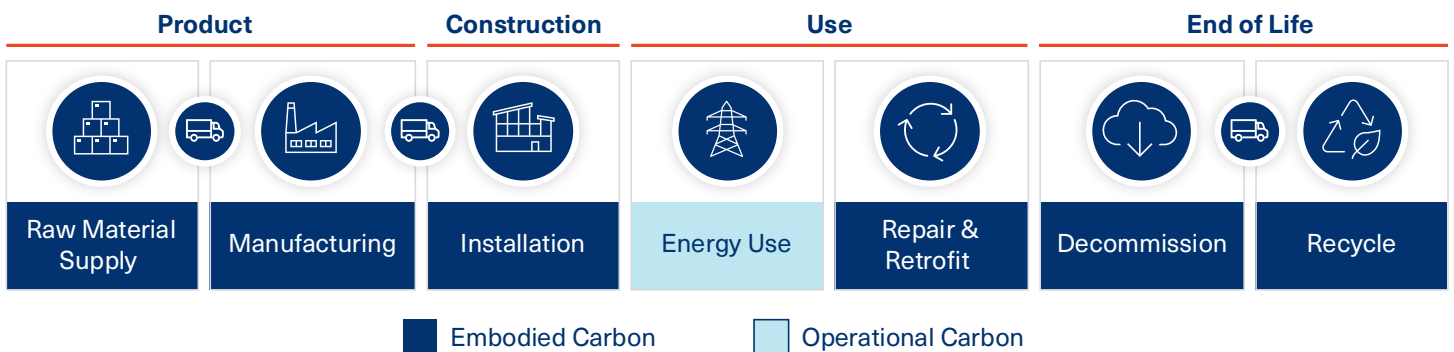 Product
Construction
Use
End of Life
Raw Material
Supply
Manufacturing
Installation
Energy Use
Repair &
Retrofit
Decommission
Recycle
Embodied Carbon
Operational Carbon